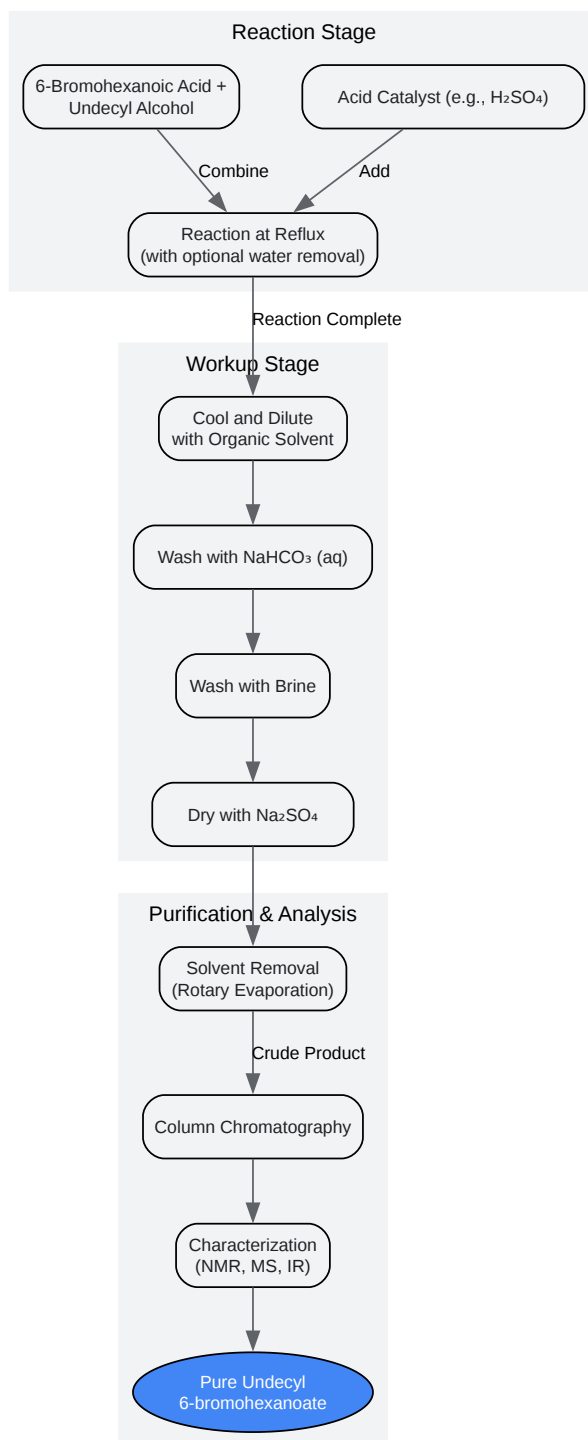 Reaction Stage
6-Bromohexanoic Acid +
Undecyl Alcohol
Acid Catalyst (e.g., H₂SO₄)
Combine
Add
Reaction at Reflux
(with optional water removal)
Reaction Complete
Workup Stage
Cool and Dilute
with Organic Solvent
Wash with NaHCO₃ (aq)
Wash with Brine
Dry with Na₂SO₄
Purification & Analysis
Solvent Removal
(Rotary Evaporation)
Crude Product
Column Chromatography
Characterization
(NMR, MS, IR)
Pure Undecyl
6-bromohexanoate